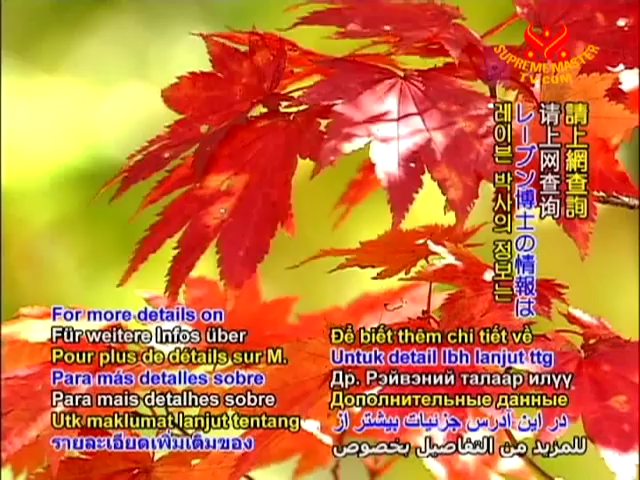 SUPREME MASTER
TV.COM
請上網查詢
请上网查询
レーブン博士の情報は
레이븐 박사의 정보는
For more details on
Für weitere Infos über
Pour plus de détails sur M.
Para más detalles sobre
Para mais detalhes sobre
Utk maklumat lanjut tentang
รายละเอียดเพิ่มเติมของ
Để biết thêm chi tiết về
Untuk detail lbh lanjut ttg
Др. Рэйвэний талаар илүү
Дополнительные данные
در این آدرس جزئیات بیشتر از
للمزيد من التفاصيل بخصوص